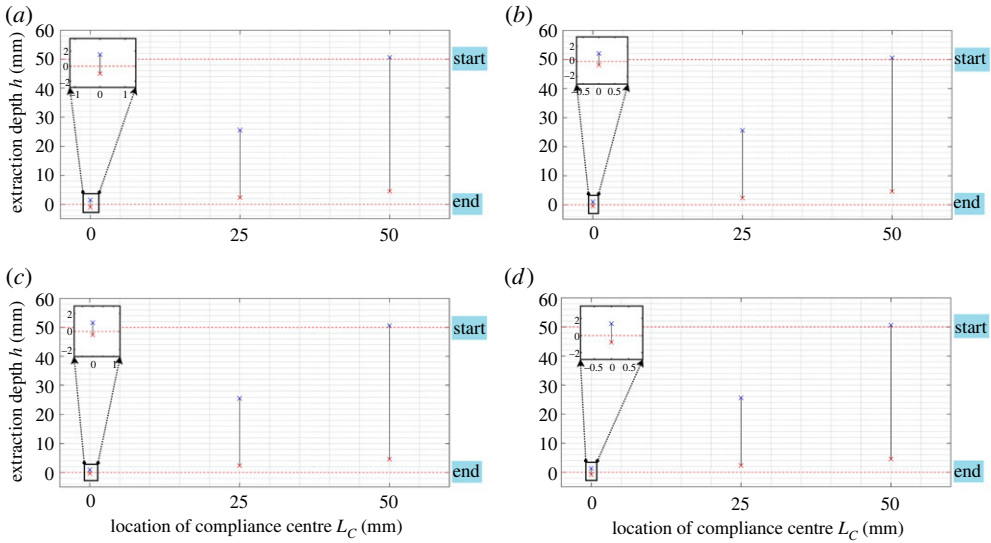 (a)
60
50
40
30
20
10
0
extraction depth h (mm)
2
0
−2
−1 0 1
start
end
0 25 50
(b)
60
50
40
30
20
10
0
2
0
−2
−0.5 0 0.5
start
end
0 25 50
(c)
60
50
40
30
20
10
0
extraction depth h (mm)
2
0
−2
0 1
start
end
0 25 50
location of compliance centre L_C (mm)
(d)
60
50
40
30
20
10
0
2
0
−2
−0.5 0 0.5
start
end
0 25 50
location of compliance centre L_C (mm)